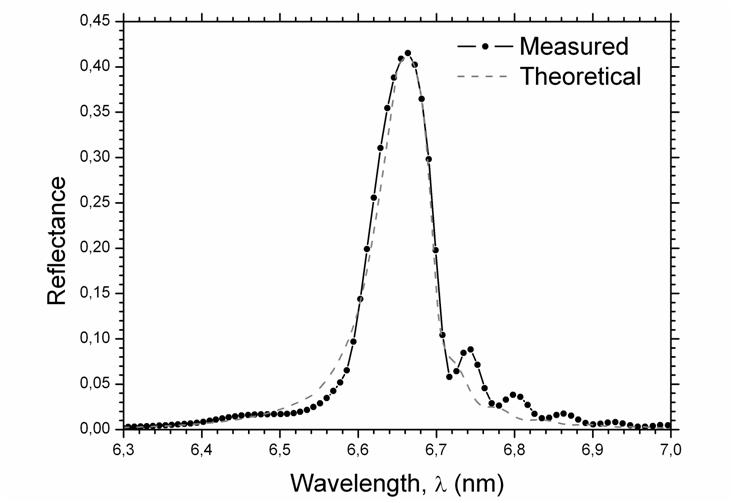 0,45
0,40
0,35
0,30
0,25
0,20
0,15
0,10
0,05
0,00
Reflectance
Measured
Theoretical
6,3 6,4 6,5 6,6 6,7 6,8 6,9 7,0
Wavelength, λ (nm)